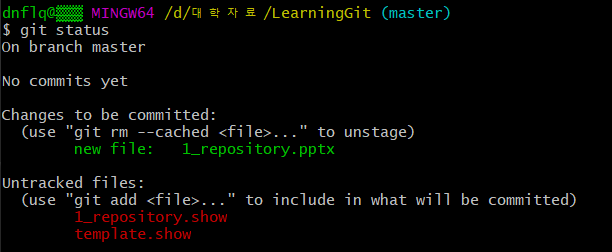 dnflq@▒▒▒ MINGW64 /d/대학자료/LearningGit (master)
$ git status
On branch master
No commits yet
Changes to be committed:
(use "git rm --cached <file>..." to unstage)
new file: 1_repository.pptx
Untracked files:
(use "git add <file>..." to include in what will be committed)
1_repository.show
template.show